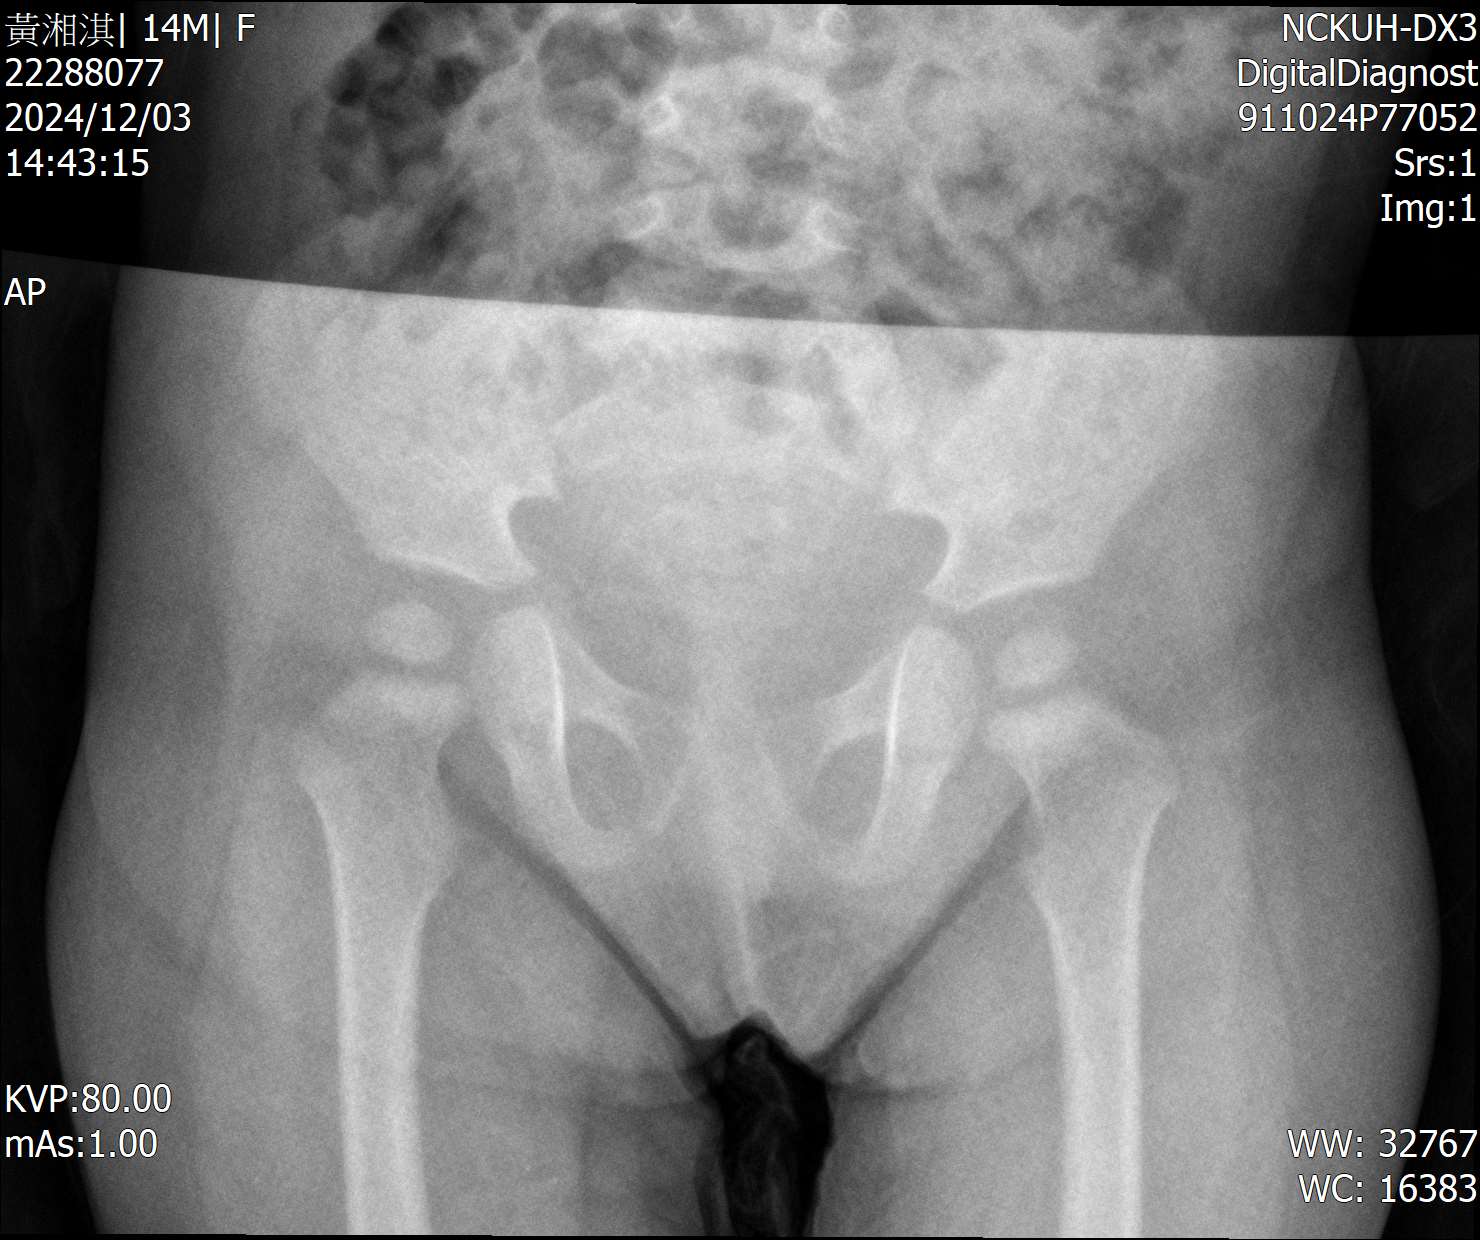 黃湘淇| 14M| F
22288077
2024/12/03
14:43:15
AP
NCKUH-DX3
DigitalDiagnost
911024P77052
Srs:1
Img:1
KVP:80.00
mAs:1.00
WW: 32767
WC: 16383